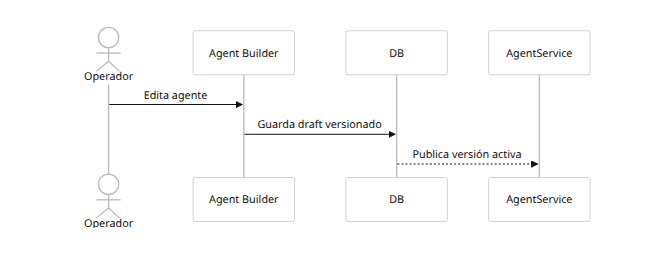 Operador
Agent Builder
DB
AgentService
Edita agente
Guarda draft versionado
Publica versión activa
Operador
Agent Builder
DB
AgentService